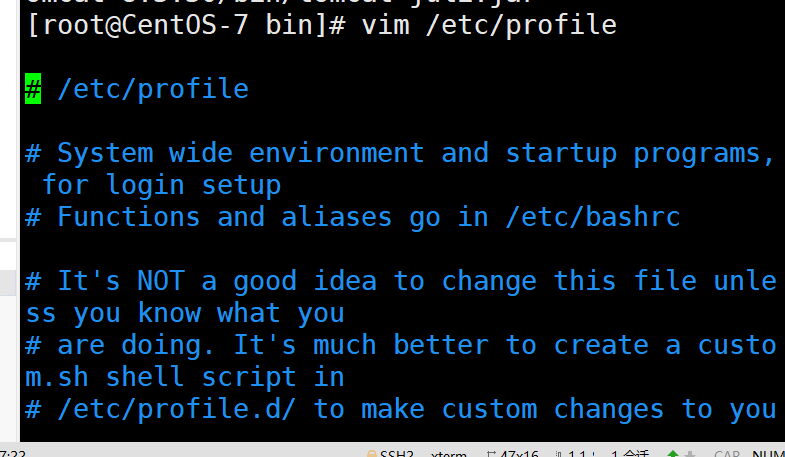 [root@CentOS-7 bin]# vim /etc/profile
# /etc/profile
# System wide environment and startup programs,
for login setup
# Functions and aliases go in /etc/bashrc
# It's NOT a good idea to change this file unle
ss you know what you
# are doing. It's much better to create a custo
m.sh shell script in
# /etc/profile.d/ to make custom changes to you
7:22 SSH2 xterm 47x16 1,1 1 会话 CAP NUM